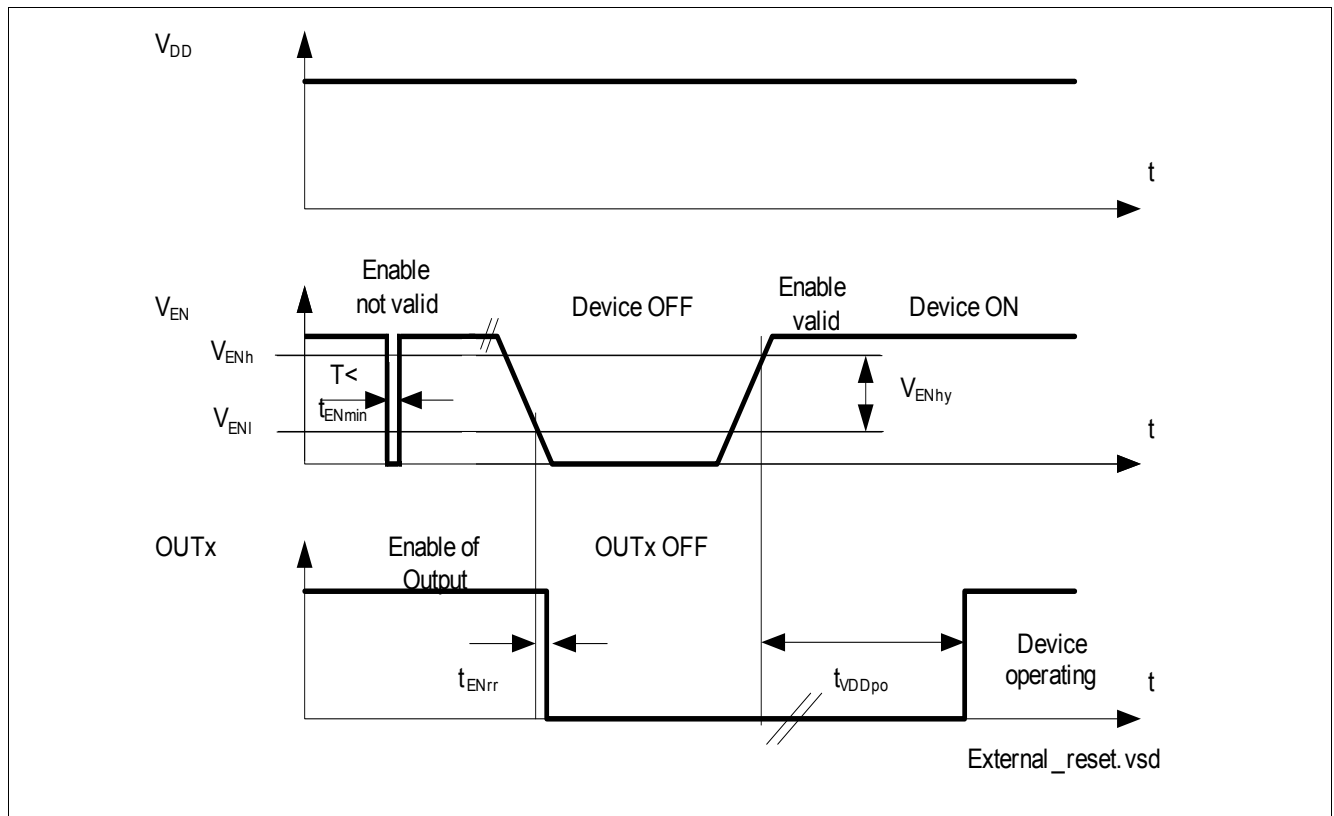 VDD
t
Enable
not valid
Device OFF
Enable
valid
Device ON
VEN
VENh
T<
tENmin
VENhy
VENl
t
OUTx
Enable of
Output
OUTx OFF
tENrr
tVDDpo
Device
operating
t
External_reset.vsd